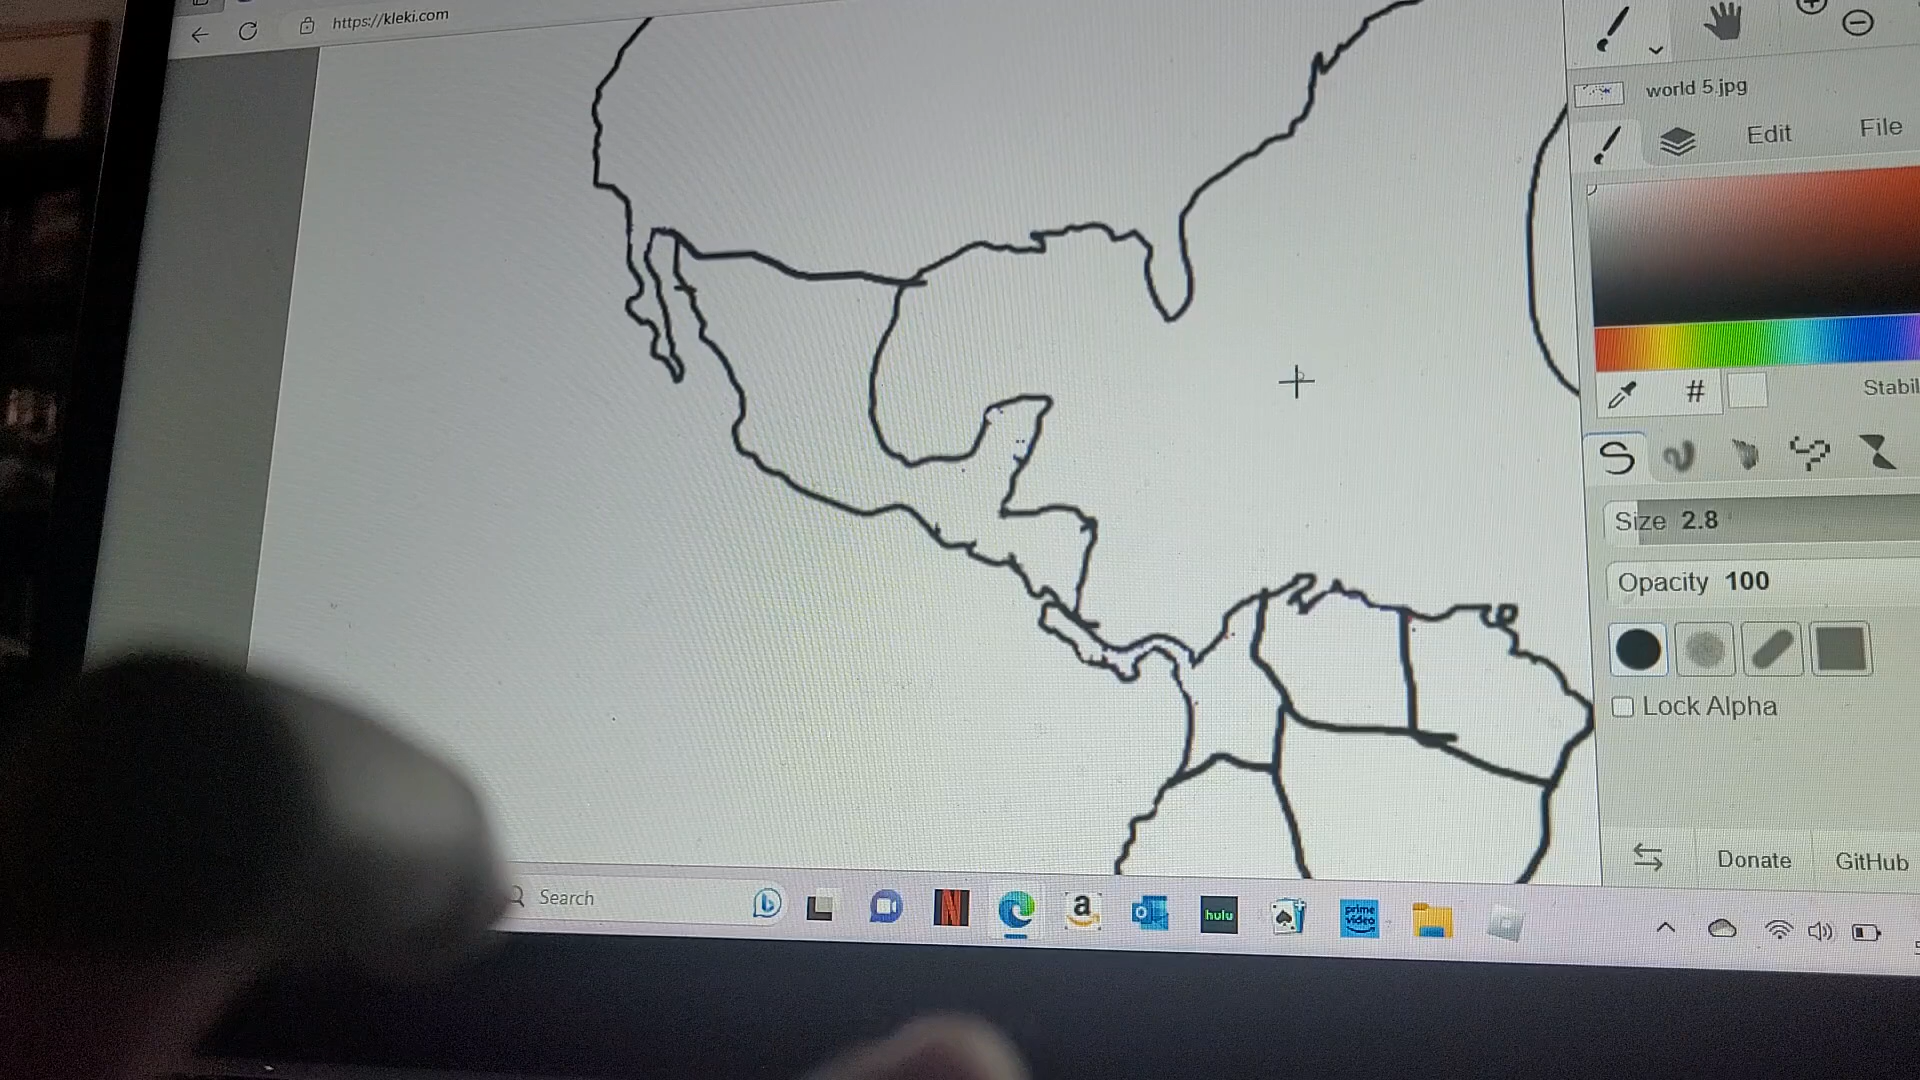 https://kleki.com
world 5.jpg
Edit
File
#
Stabil
Size 2.8
Opacity 100
Lock Alpha
Donate
GitHub
Search
b
N
a
hulu
prime
video